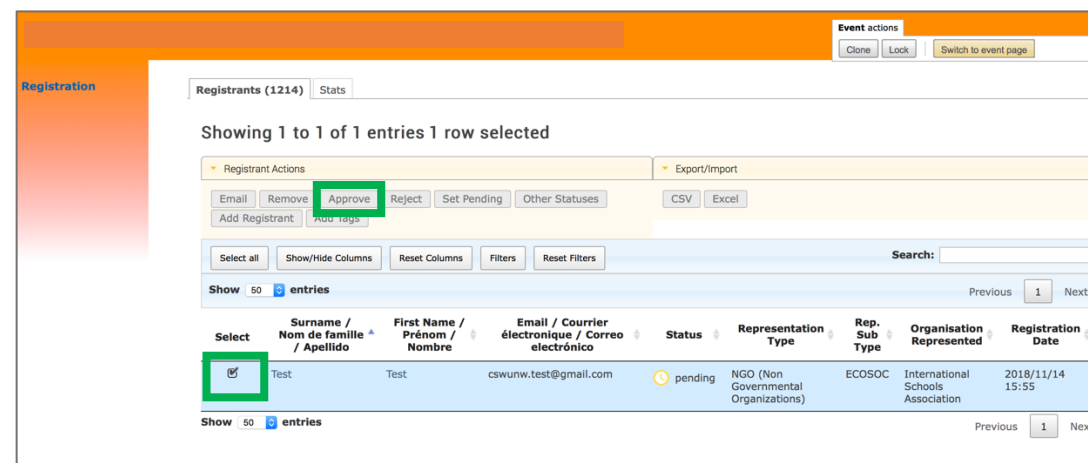 Event actions
Clone Lock Switch to event page
Registration
Registrants (1214) Stats
Showing 1 to 1 of 1 entries 1 row selected
Registrant Actions Export/Import
Email Remove Approve Reject Set Pending Other Statuses CSV Excel
Add Registrant Add Tags
Select all Show/Hide Columns Reset Columns Filters Reset Filters Search:
Show 50 entries Previous 1 Next
Select
Surname /
Nom de famille
/ Apellido
First Name /
Prénom /
Nombre
Email / Courrier
électronique / Correo
electrónico
Status
Representation
Type
Rep.
Sub
Type
Organisation
Represented
Registration
Date
Test
Test
cswunw.test@gmail.com
pending
NGO (Non
Governmental
Organizations)
ECOSOC
International
Schools
Association
2018/11/14
15:55
Show 50 entries Previous 1 Nex